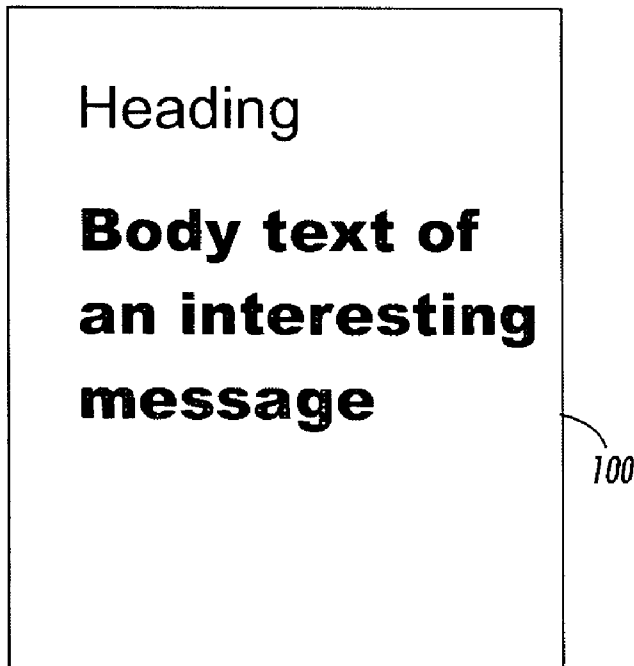 Heading
Body text of
an interesting
message
100